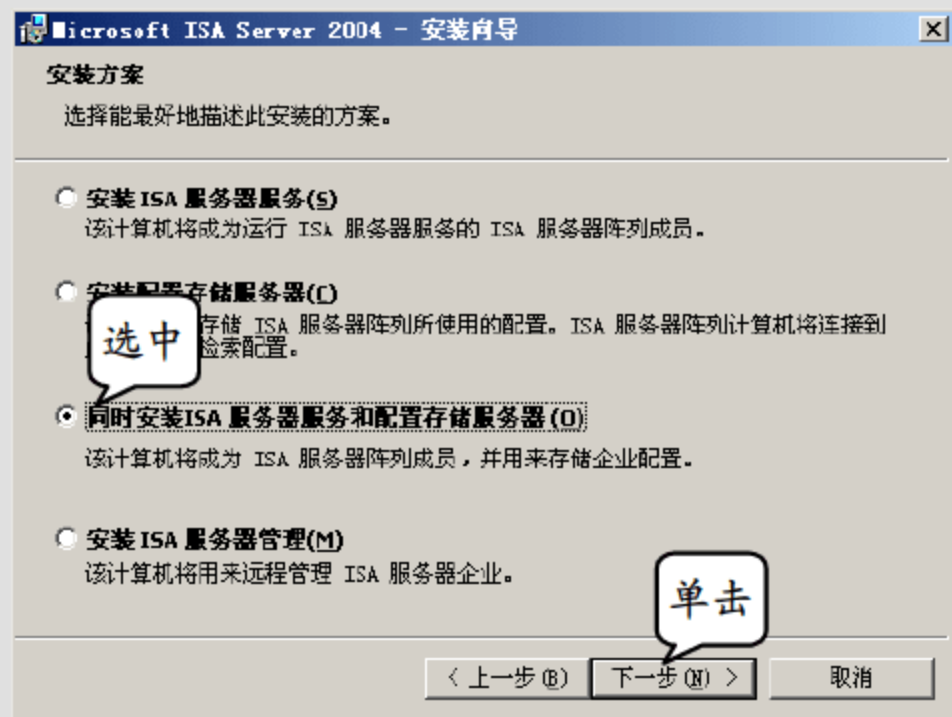 Microsoft ISA Server 2004 - 安装向导
安装方案
选择能最好地描述此安装的方案。
安装 ISA 服务器服务(S)
该计算机将成为运行 ISA 服务器服务的 ISA 服务器阵列成员。
安装配置存储服务器(C)
存储 ISA 服务器阵列所使用的配置。ISA 服务器阵列计算机将连接到
检索配置。
选中
同时安装ISA 服务器服务和配置存储服务器(O)
该计算机将成为 ISA 服务器阵列成员，并用来存储企业配置。
安装 ISA 服务器管理(M)
该计算机将用来远程管理 ISA 服务器企业。
单击
< 上一步(B)
下一步(N) >
取消